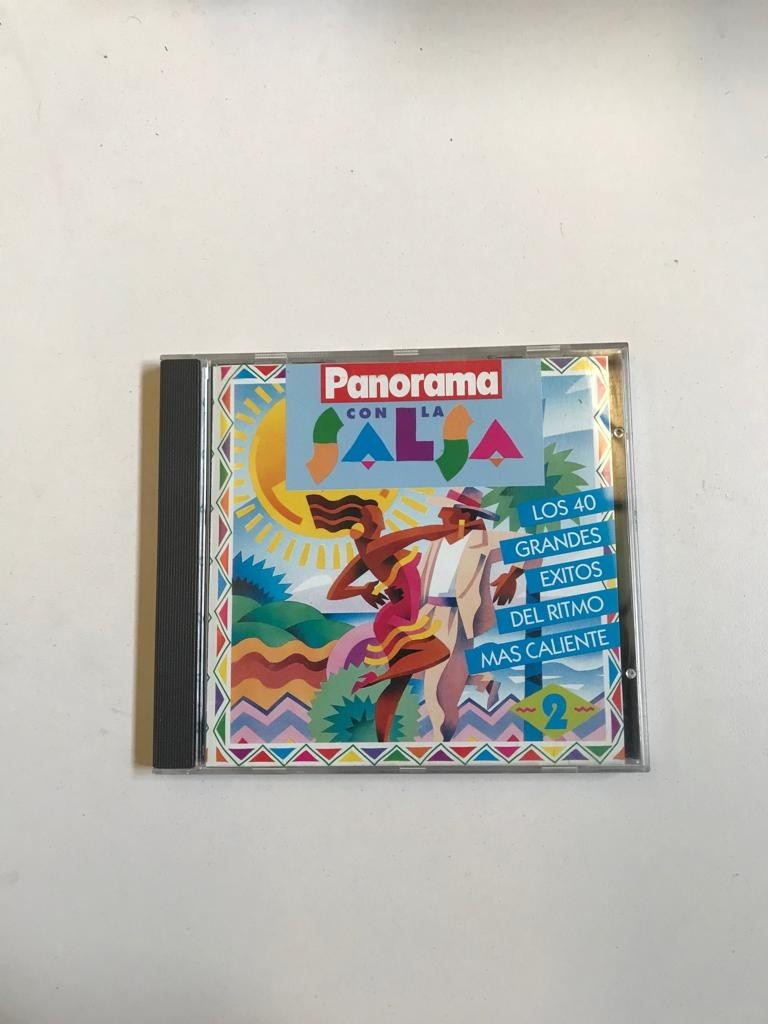 Panorama
CON LA
SALSA
LOS 40
GRANDES
EXITOS
DEL RITMO
MAS CALIENTE
2